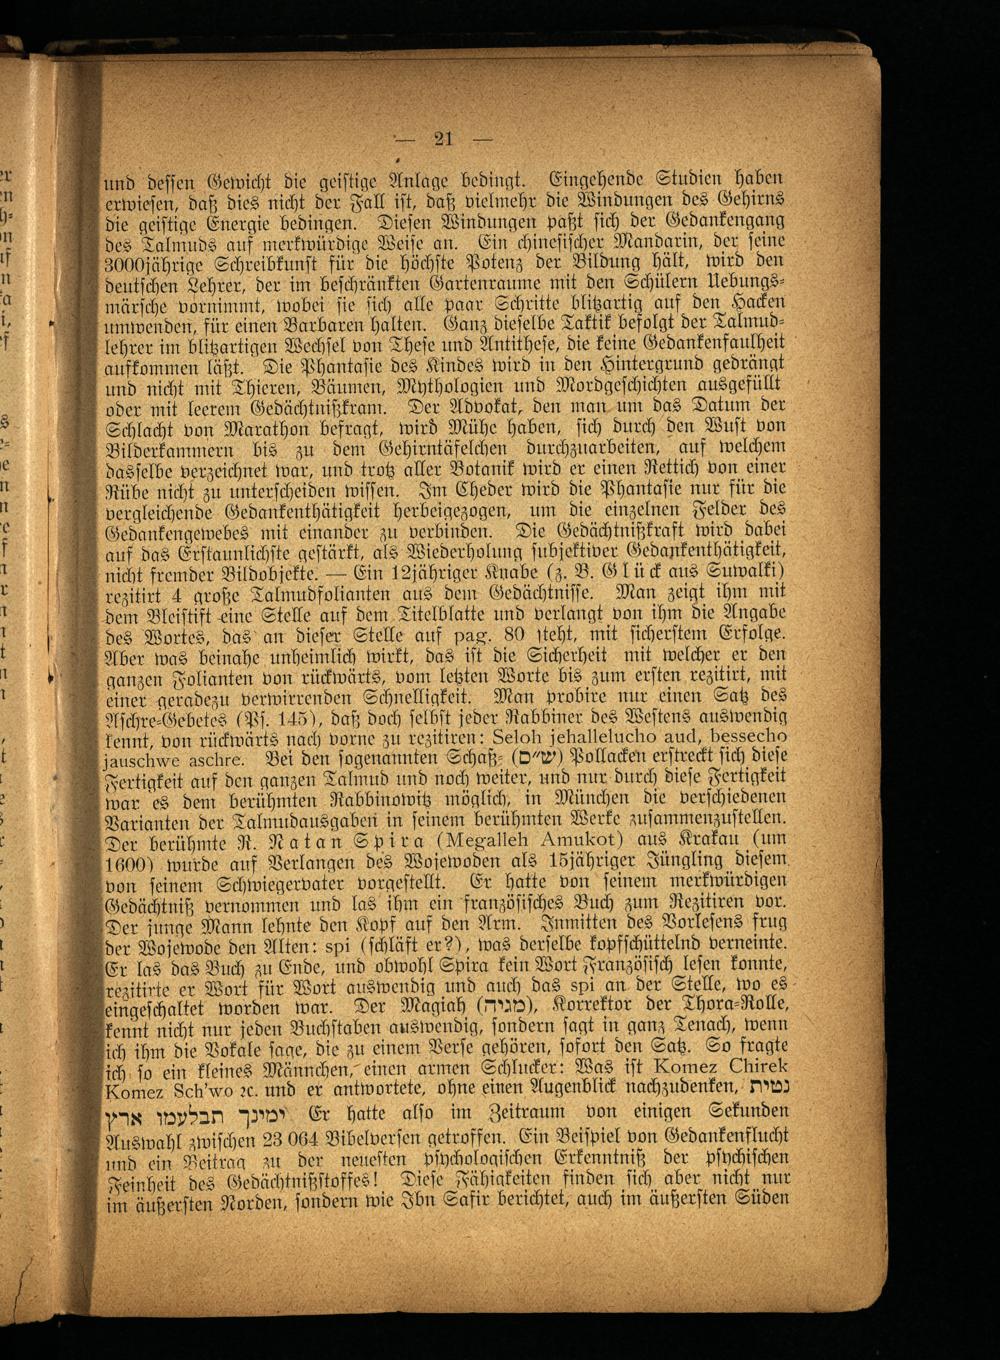 — 21 —
und dessen Gewicht die geistige Anlage bedingt. Eingehende Studien haben
erwiesen, daß dies nicht der Fall ist, daß vielmehr die Windungen des Gehirns
die geistige Energie bedingen. Diesen Windungen paßt sich der Gedankengang
des Talmuds auf merkwürdige Weise an. Ein chinesischer Mandarin, der seine
3000jährige Schreibkunst für die höchste Potenz der Bildung hält, wird den
deutschen Lehrer, der im beschränkten Gartenraume mit den Schülern Uebungs-
märsche vornimmt, wobei sie sich alle paar Schritte blitzartig auf den Hacken
umwenden, für einen Barbaren halten. Ganz dieselbe Taktik befolgt der Talmud-
lehrer im blitzartigen Wechsel von These und Antithese, die keine Gedankenfaulheit
aufkommen läßt. Die Phantasie des Kindes wird in den Hintergrund gedrängt
und nicht mit Thieren, Bäumen, Mythologien und Mordgeschichten ausgefüllt
oder mit leerem Gedächtnißkram. Der Advokat, den man um das Datum der
Schlacht von Marathon befragt, wird Mühe haben, sich durch den Wust von
Bilderkammern bis zu dem Gehirntäfelchen durchzuarbeiten, auf welchem
dasselbe verzeichnet war, und trotz aller Botanik wird er einen Rettich von einer
Rübe nicht zu unterscheiden wissen. Im Cheder wird die Phantasie nur für die
vergleichende Gedankenthätigkeit herbeigezogen, um die einzelnen Felder des
Gedankengewebes mit einander zu verbinden. Die Gedächtnißkraft wird dabei
auf das Erstaunlichste gestärkt, als Wiederholung subjektiver Gedankenthätigkeit,
nicht fremder Bildobjekte. — Ein 12jähriger Knabe (z. B. Glück aus Suwalki)
rezitirt 4 große Talmudfolianten aus dem Gedächtnisse. Man zeigt ihm mit
dem Bleistift eine Stelle auf dem Titelblatte und verlangt von ihm die Angabe
des Wortes, das an dieser Stelle auf pag. 80 steht, mit sicherstem Erfolge.
Aber was beinahe unheimlich wirkt, das ist die Sicherheit mit welcher er den
ganzen Folianten von rückwärts, vom letzten Worte bis zum ersten rezitirt, mit
einer geradezu verwirrenden Schnelligkeit. Man probire nur einen Satz des
Aschre-Gebetes (Ps. 145), daß doch selbst jeder Rabbiner des Westens auswendig
kennt, von rückwärts nach vorne zu rezitiren: Seloh jehallelucho aud, bessecho
jauschwe aschre. Bei den sogenannten Schaß- (ש״ס) Pollacken erstreckt sich diese
Fertigkeit auf den ganzen Talmud und noch weiter, und nur durch diese Fertigkeit
war es dem berühmten Rabbinowitz möglich, in München die verschiedenen
Varianten der Talmudausgaben in seinem berühmten Werke zusammenzustellen.
Der berühmte R. Natan Spira (Megalleh Amukot) aus Krakau (um
1600) wurde auf Verlangen des Wojewoden als 15jähriger Jüngling diesem
von seinem Schwiegervater vorgestellt. Er hatte von seinem merkwürdigen
Gedächtniß vernommen und las ihm ein französisches Buch zum Rezitiren vor.
Der junge Mann lehnte den Kopf auf den Arm. Inmitten des Vorlesens frug
der Wojewode den Alten: spi (schläft er?), was derselbe kopfschüttelnd verneinte.
Er las das Buch zu Ende, und obwohl Spira kein Wort Französisch lesen konnte,
rezitirte er Wort für Wort auswendig und auch das spi an der Stelle, wo es
eingeschaltet worden war. Der Magiah (מגיה), Korrektor der Thora-Rolle,
kennt nicht nur jeden Buchstaben auswendig, sondern sagt in ganz Tenach, wenn
ich ihm die Vokale sage, die zu einem Verse gehören, sofort den Satz. So fragte
ich so ein kleines Männchen, einen armen Schlucker: Was ist Komez Chirek
Komez Sch'wo ꝛc. und er antwortete, ohne einen Augenblick nachzudenken, נטית
ימינך תבלעמו ארץ Er hatte also im Zeitraum von einigen Sekunden
Auswahl zwischen 23 064 Bibelversen getroffen. Ein Beispiel von Gedankenflucht
und ein Beitrag zu der neuesten psychologischen Erkenntniß der psychischen
Feinheit des Gedächtnißstoffes! Diese Fähigkeiten finden sich aber nicht nur
im äußersten Norden, sondern wie Ibn Safir berichtet, auch im äußersten Süden